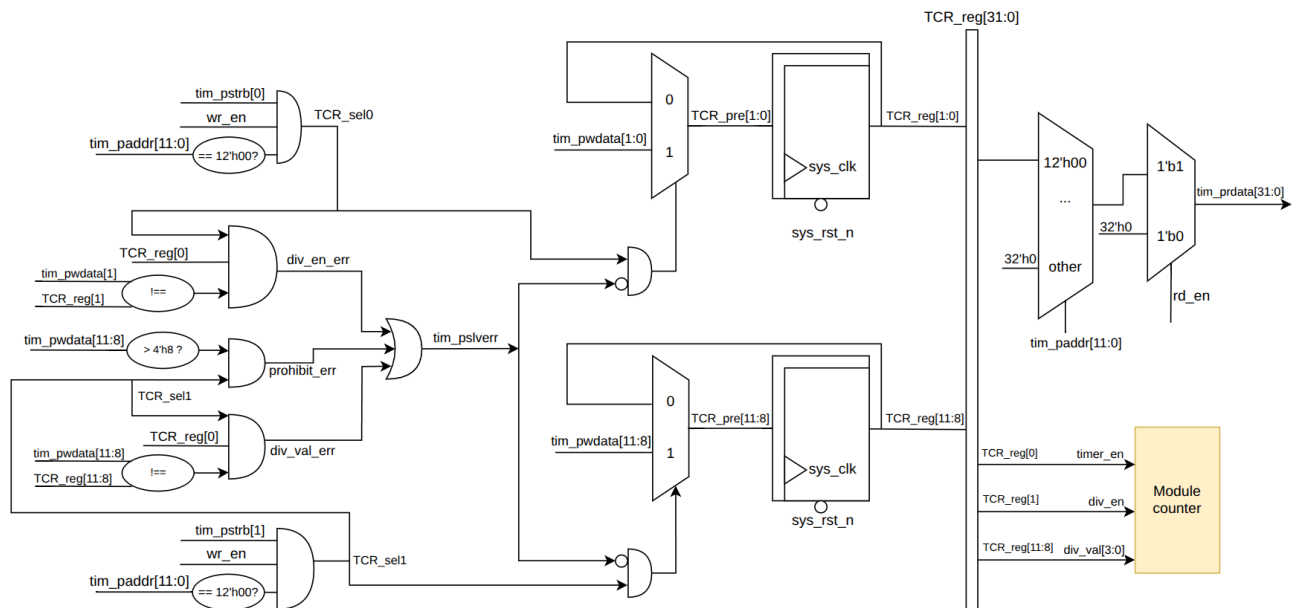 TCR_reg[31:0]
tim_pstrb[0]
wr_en
tim_paddr[11:0]
== 12'h00?
TCR_sel0
tim_pwdata[1:0]
0
1
TCR_pre[1:0]
sys_clk
sys_rst_n
TCR_reg[1:0]
12'h00
...
other
32'h0
tim_paddr[11:0]
1'b1
1'b0
32'h0
rd_en
tim_prdata[31:0]
TCR_reg[0]
tim_pwdata[1]
TCR_reg[1]
!==
div_en_err
tim_pwdata[11:8]
> 4'h8 ?
prohibit_err
TCR_sel1
TCR_reg[0]
tim_pwdata[11:8]
TCR_reg[11:8]
!==
div_val_err
tim_pslverr
tim_pwdata[11:8]
0
1
TCR_pre[11:8]
sys_clk
sys_rst_n
TCR_reg[11:8]
TCR_reg[0]
timer_en
TCR_reg[1]
div_en
TCR_reg[11:8]
div_val[3:0]
Module
counter
tim_pstrb[1]
wr_en
tim_paddr[11:0]
== 12'h00?
TCR_sel1